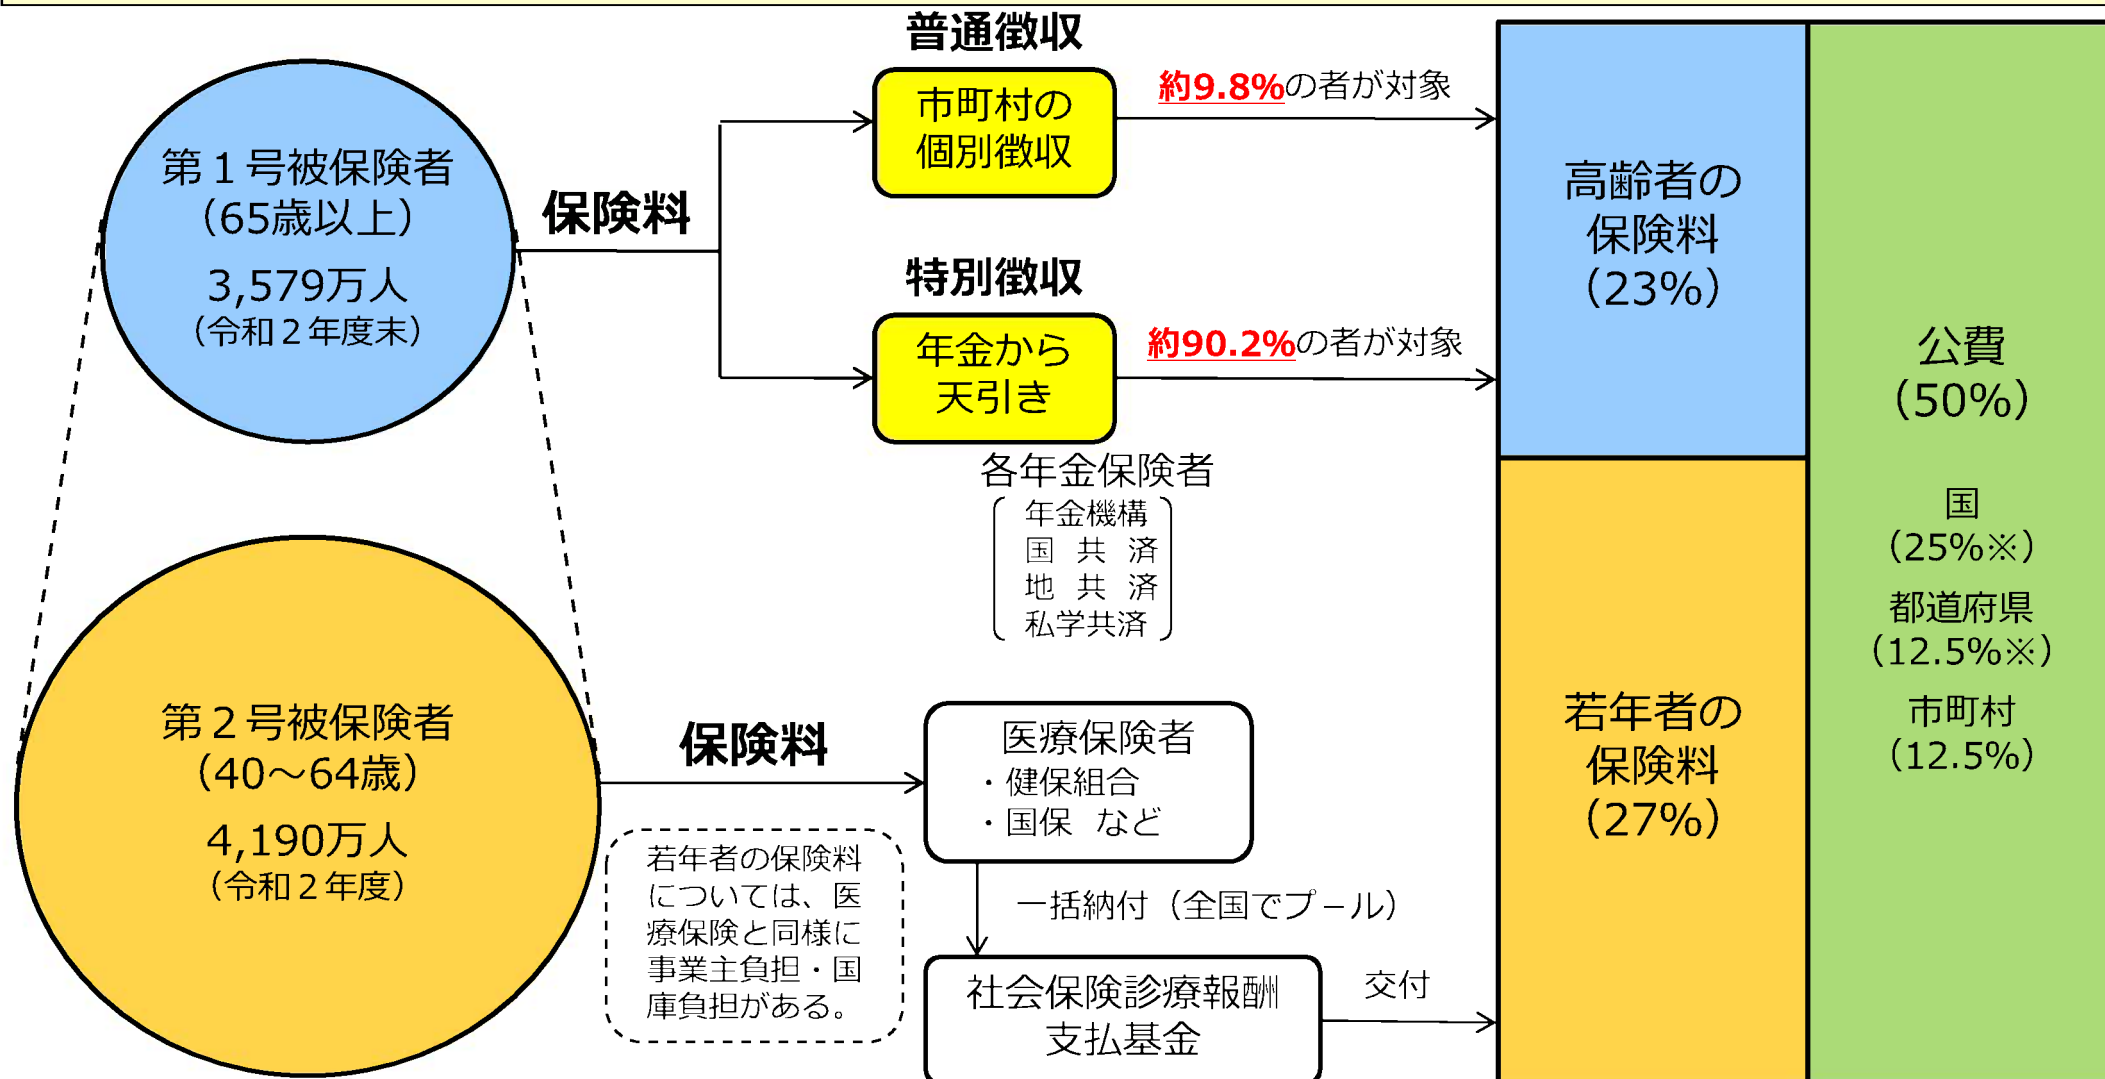 普通徴収
市町村の
個別徴収
約9.8%の者が対象
第１号被保険者
（65歳以上）
3,579万人
（令和２年度末）
保険料
特別徴収
年金から
天引き
約90.2%の者が対象
各年金保険者
年金機構
国 共 済
地 共 済
私学共済
第２号被保険者
（40～64歳）
4,190万人
（令和２年度）
保険料
医療保険者
・健保組合
・国保 など
若年者の保険料
については、医
療保険と同様に
事業主負担・国
庫負担がある。
一括納付（全国でプール）
社会保険診療報酬
支払基金
交付
高齢者の
保険料
（23%）
若年者の
保険料
（27%）
公費
（50%）
国
（25%※）
都道府県
（12.5%※）
市町村
（12.5%）